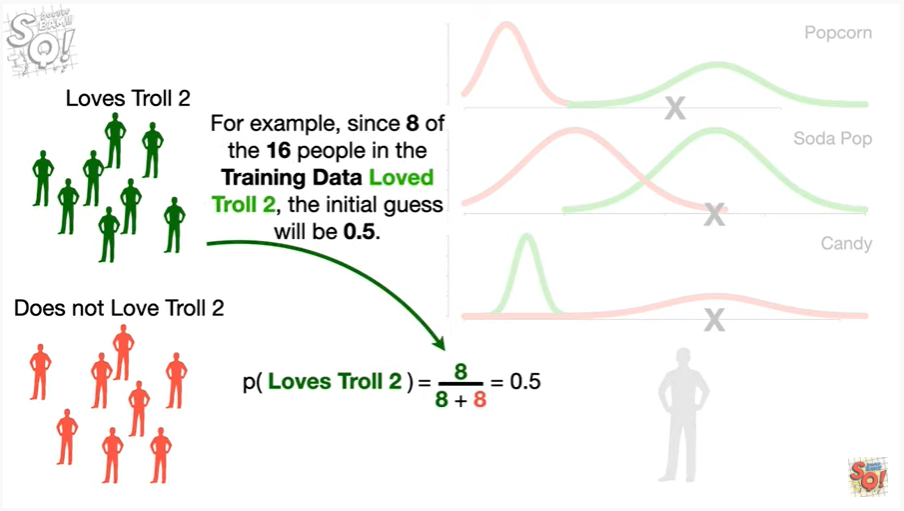 SQ!
Loves Troll 2
For example, since 8 of
the 16 people in the
Training Data Loved
Troll 2, the initial guess
will be 0.5.
Does not Love Troll 2
p( Loves Troll 2 ) = 8 / 8 + 8 = 0.5
Popcorn
X
Soda Pop
X
Candy
X
SQ!